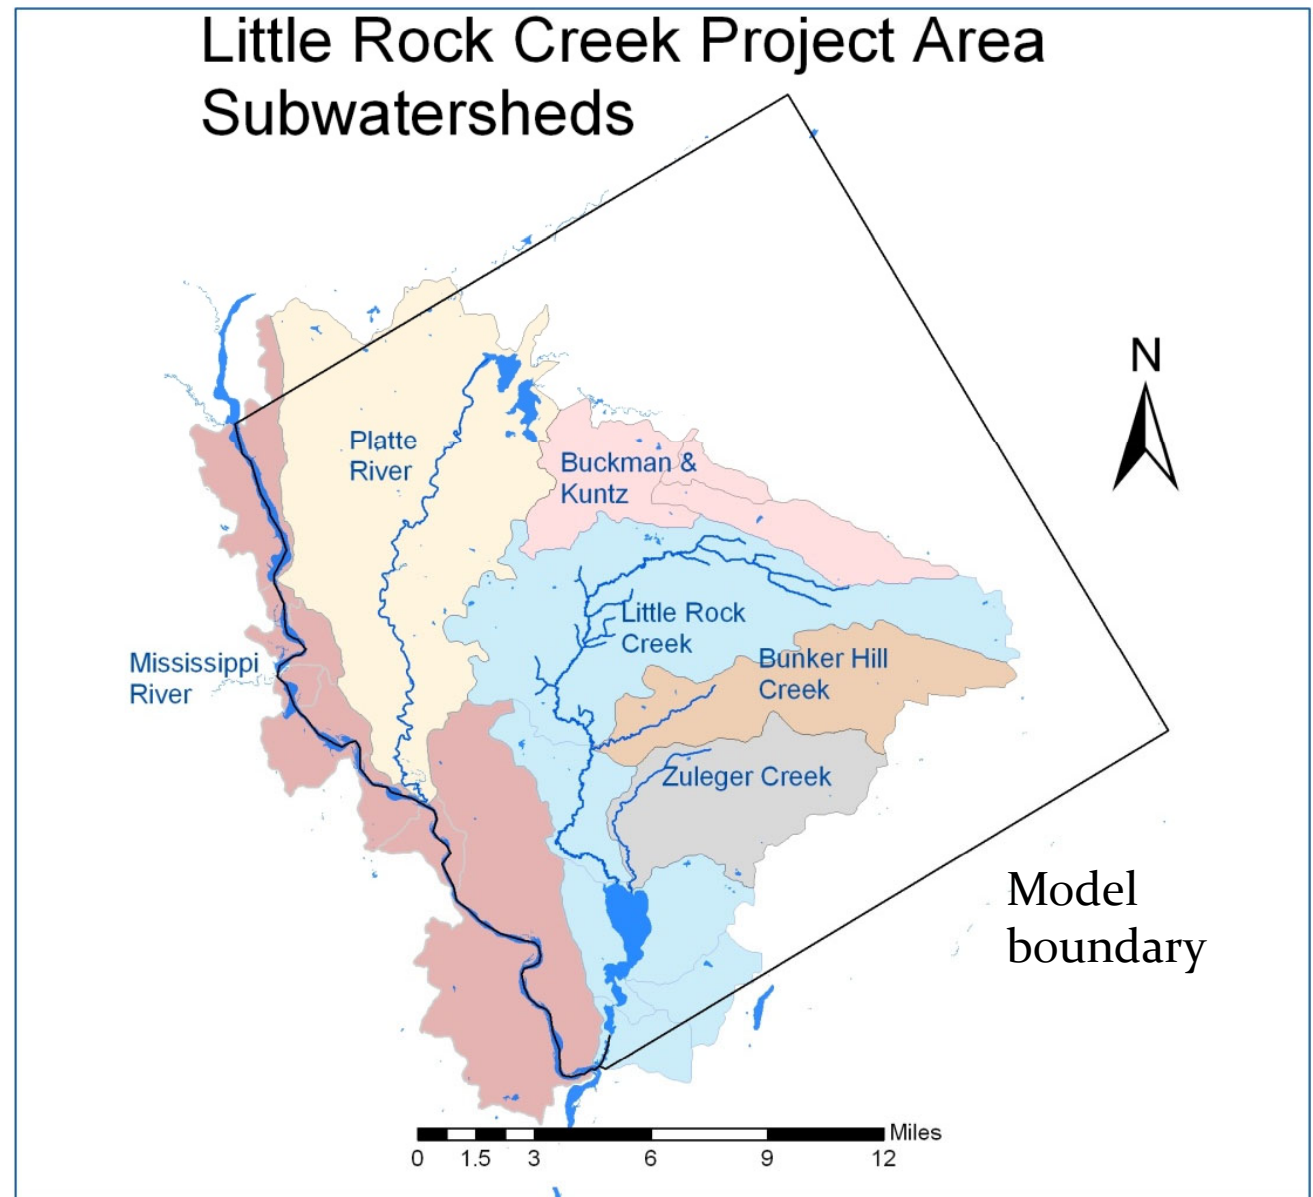 Little Rock Creek Project Area
Subwatersheds
N
Platte
River
Buckman &
Kuntz
Little Rock
Creek
Bunker Hill
Creek
Mississippi
River
Zuleger Creek
Model
boundary
Miles
0 1.5 3 6 9 12